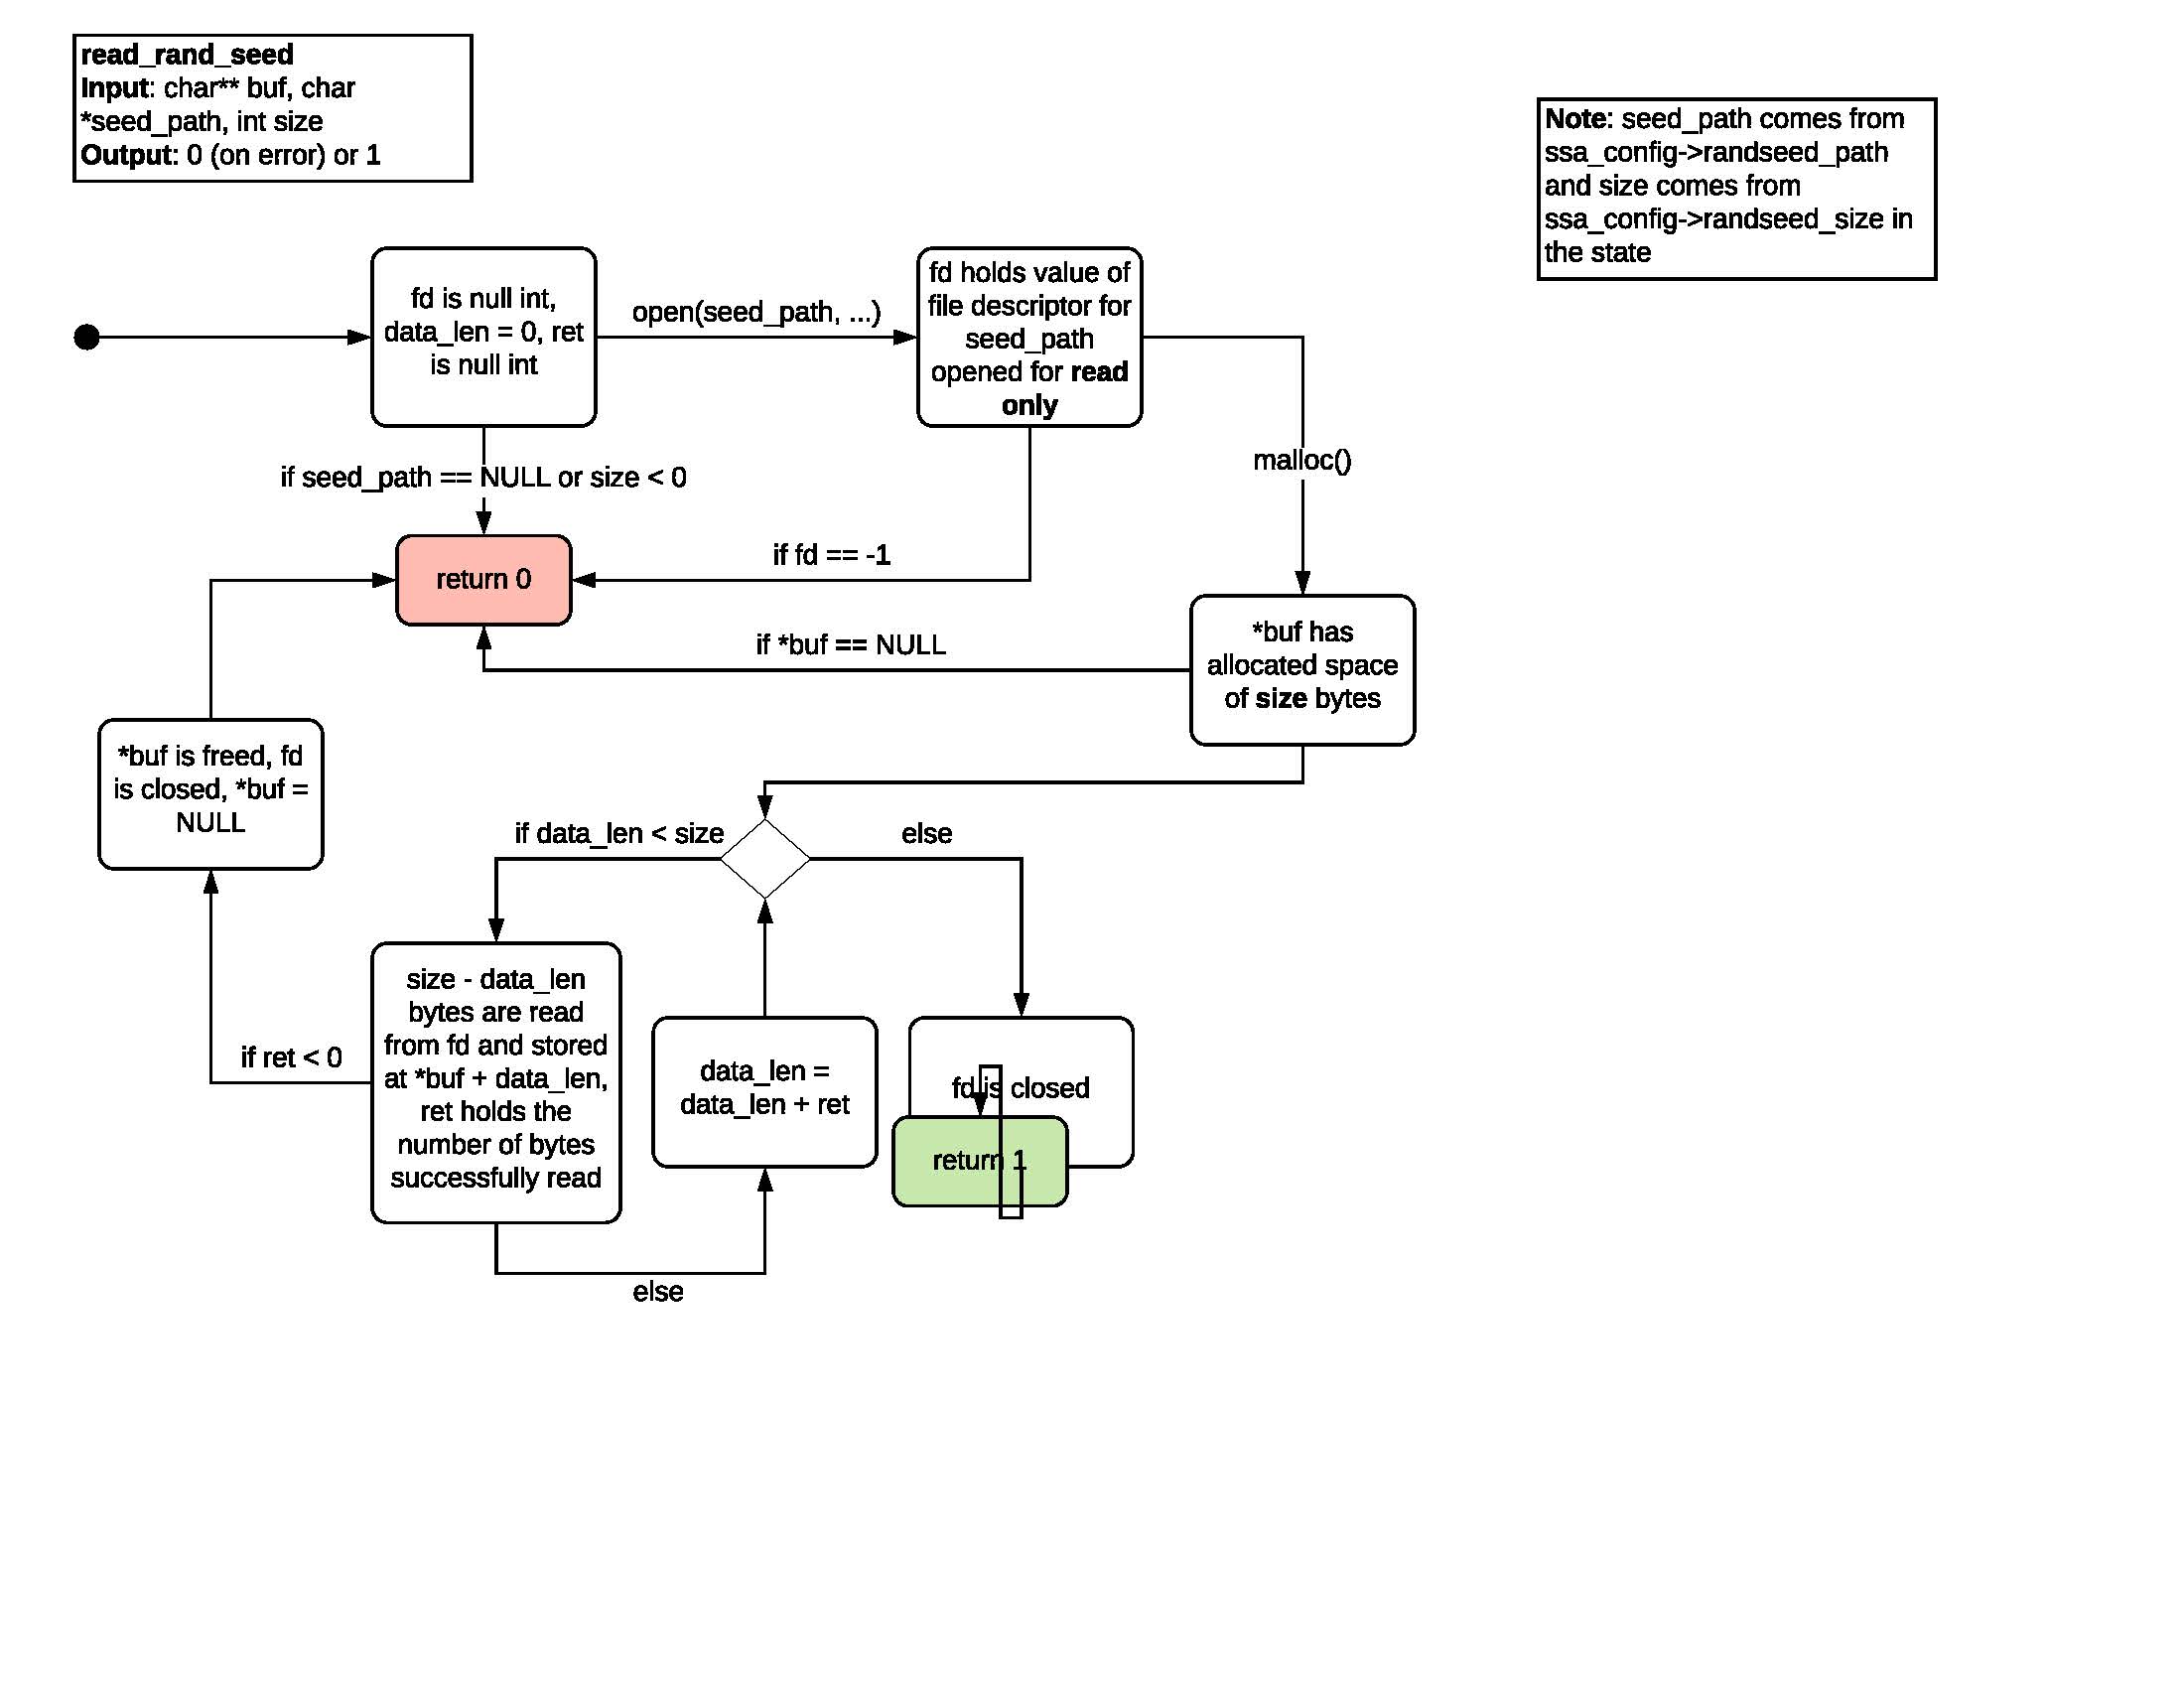 read_rand_seed
Input: char** buf, char
*seed_path, int size
Output: 0 (on error) or 1
Note: seed_path comes from
ssa_config->randseed_path
and size comes from
ssa_config->randseed_size in
the state
fd is null int,
data_len = 0, ret
is null int
open(seed_path, ...)
fd holds value of
file descriptor for
seed_path
opened for read
only
malloc()
if seed_path == NULL or size < 0
return 0
if fd == -1
if *buf == NULL
*buf has
allocated space
of size bytes
*buf is freed, fd
is closed, *buf =
NULL
if data_len < size
else
size - data_len
bytes are read
from fd and stored
at *buf + data_len,
ret holds the
number of bytes
successfully read
if ret < 0
data_len =
data_len + ret
fd is closed
return 1
else